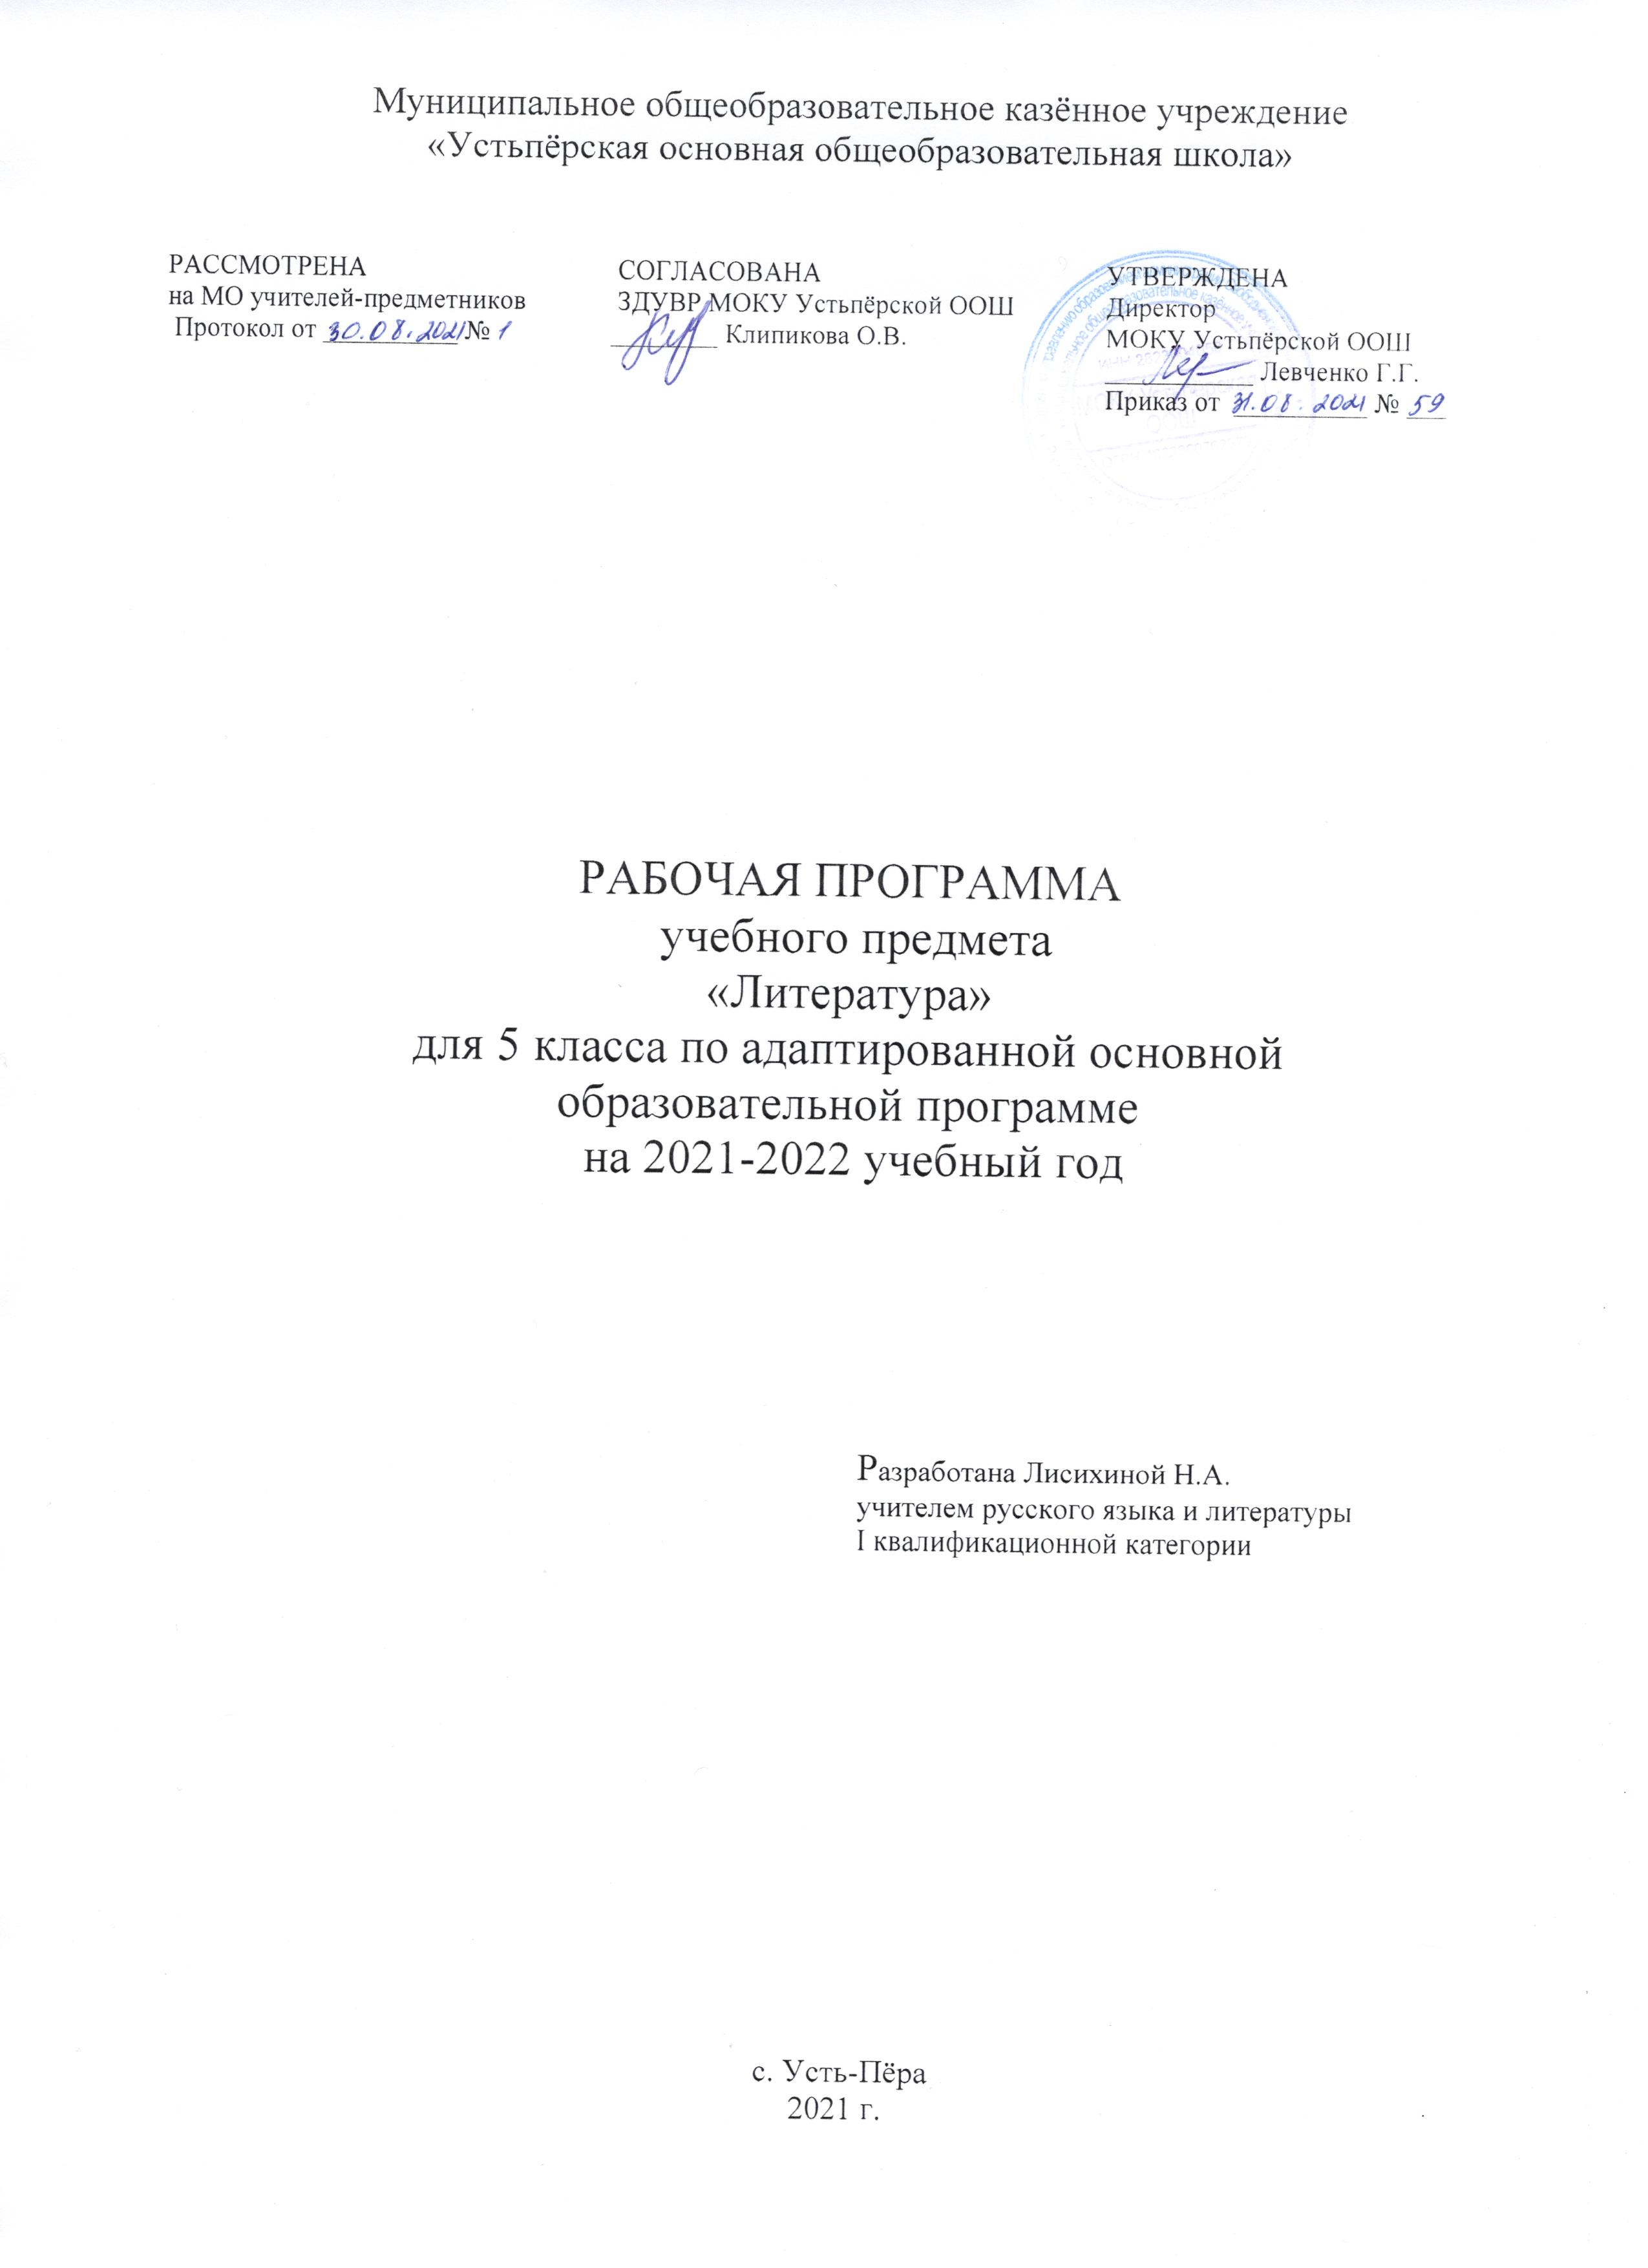 Муниципальное общеобразовательное казённое учреждение
«Устьпёрская основная общеобразовательная школа»
РАССМОТРЕНА
на МО учителей-предметников
Протокол от 30.08.2021 № 1
СОГЛАСОВАНА
ЗДУВР МОКУ Устьпёрской ООШ
Клипикова О.В.
УТВЕРЖДЕНА
Директор
МОКУ Устьпёрской ООШ
Левченко Г.Г.
Приказ от 31.08.2021 № 59
РАБОЧАЯ ПРОГРАММА
учебного предмета
«Литература»
для 5 класса по адаптированной основной
образовательной программе
на 2021-2022 учебный год
Разработана Лисихиной Н.А.
учителем русского языка и литературы
I квалификационной категории
с. Усть-Пёра
2021 г.